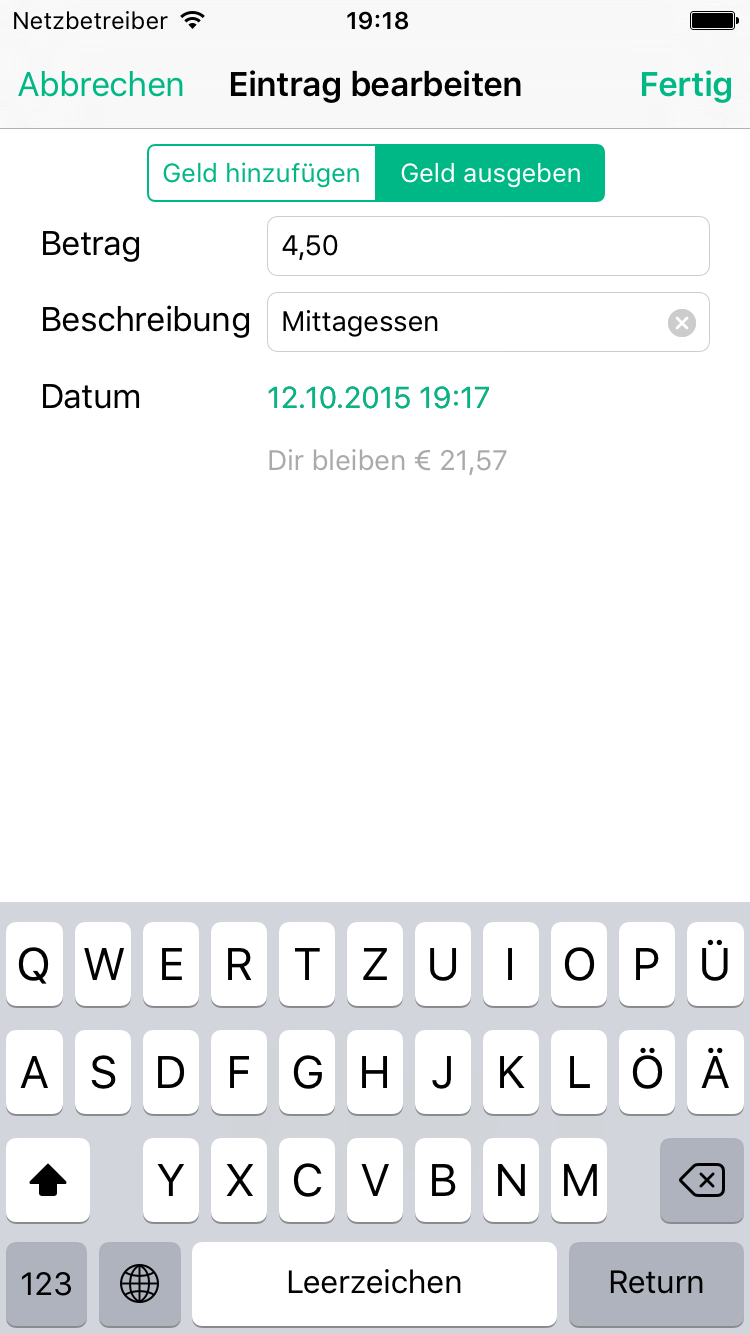 Netzbetreiber 19:18
Abbrechen Eintrag bearbeiten Fertig
Geld hinzufügen Geld ausgeben
Betrag 4,50
Beschreibung Mittagessen
Datum 12.10.2015 19:17
Dir bleiben € 21,57
Q W E R T Z U I O P Ü
A S D F G H J K L Ö Ä
Y X C V B N M
123 Leerzeichen Return